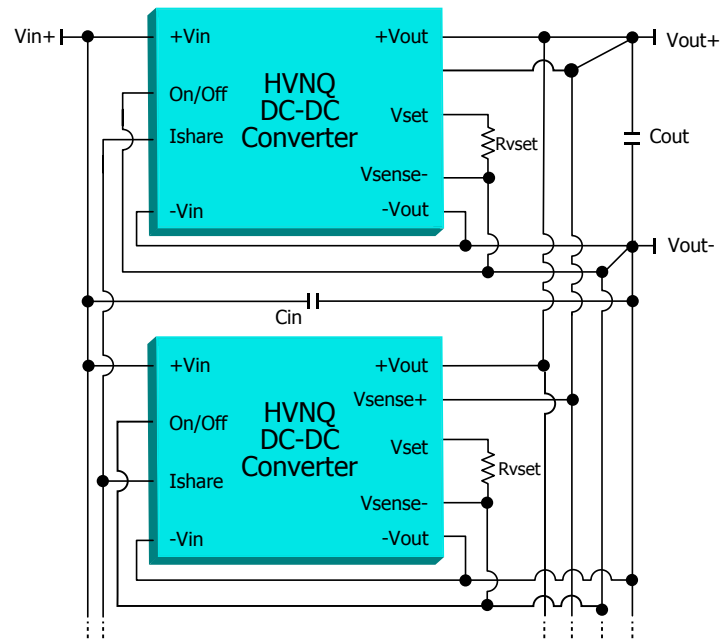 Vin+
+Vin
+Vout
Vout+
HVNQ
DC-DC
Converter
On/Off
Vset
Ishare
Rvset
Cout
Vsense-
-Vin
-Vout
Vout-
Cin
+Vin
+Vout
Vsense+
HVNQ
DC-DC
Converter
On/Off
Vset
Ishare
Rvset
Vsense-
-Vin
-Vout